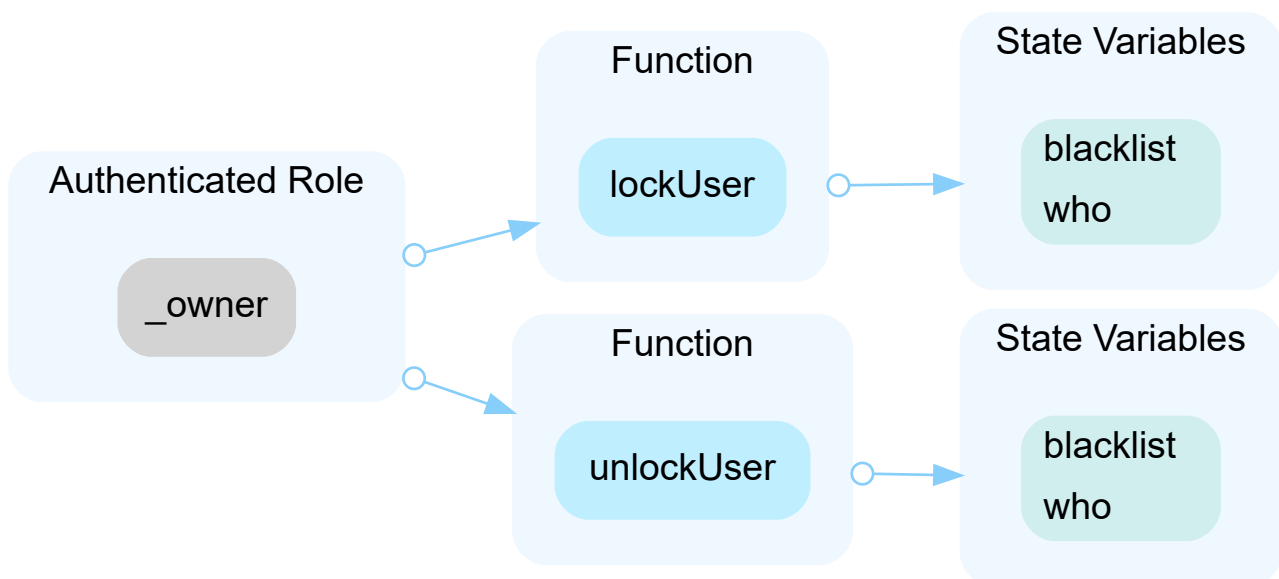 Authenticated Role
_owner
Function
lockUser
State Variables
blacklist
who
Function
unlockUser
State Variables
blacklist
who